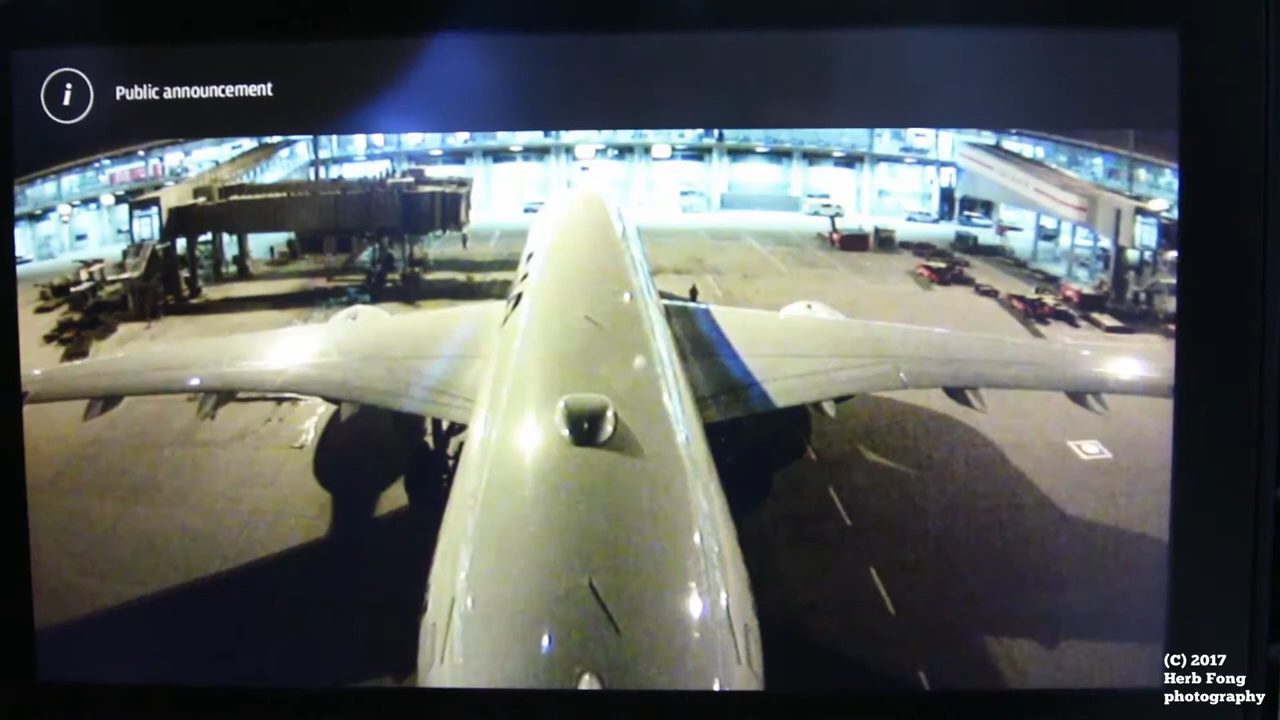 i
Public announcement
(C) 2017
Herb Fong
photography